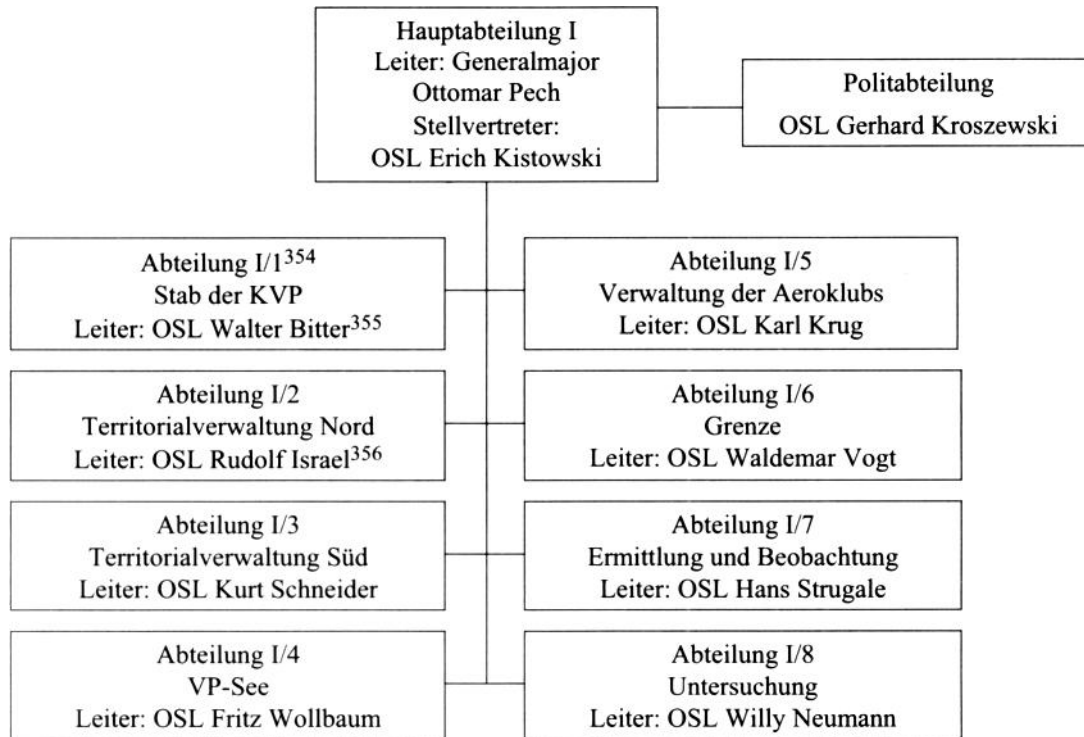 Hauptabteilung I
Leiter: Generalmajor
Ottomar Pech
Stellvertreter:
OSL Erich Kistowski
Politabteilung
OSL Gerhard Kroszewski
Abteilung I/1354
Stab der KVP
Leiter: OSL Walter Bitter355
Abteilung I/2
Territorialverwaltung Nord
Leiter: OSL Rudolf Israel356
Abteilung I/3
Territorialverwaltung Süd
Leiter: OSL Kurt Schneider
Abteilung I/4
VP-See
Leiter: OSL Fritz Wollbaum
Abteilung I/5
Verwaltung der Aeroklubs
Leiter: OSL Karl Krug
Abteilung I/6
Grenze
Leiter: OSL Waldemar Vogt
Abteilung I/7
Ermittlung und Beobachtung
Leiter: OSL Hans Strugale
Abteilung I/8
Untersuchung
Leiter: OSL Willy Neumann